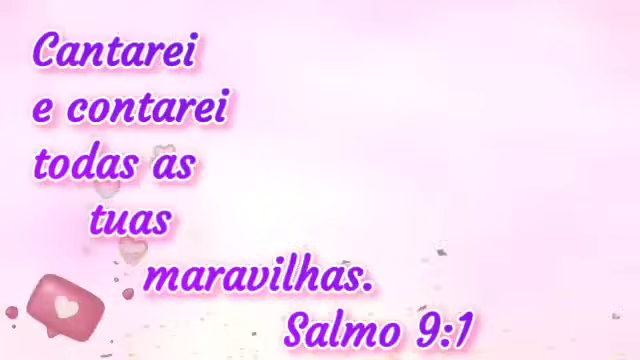 Cantarei
e contarei
todas as
tuas
maravilhas.
Salmo 9:1